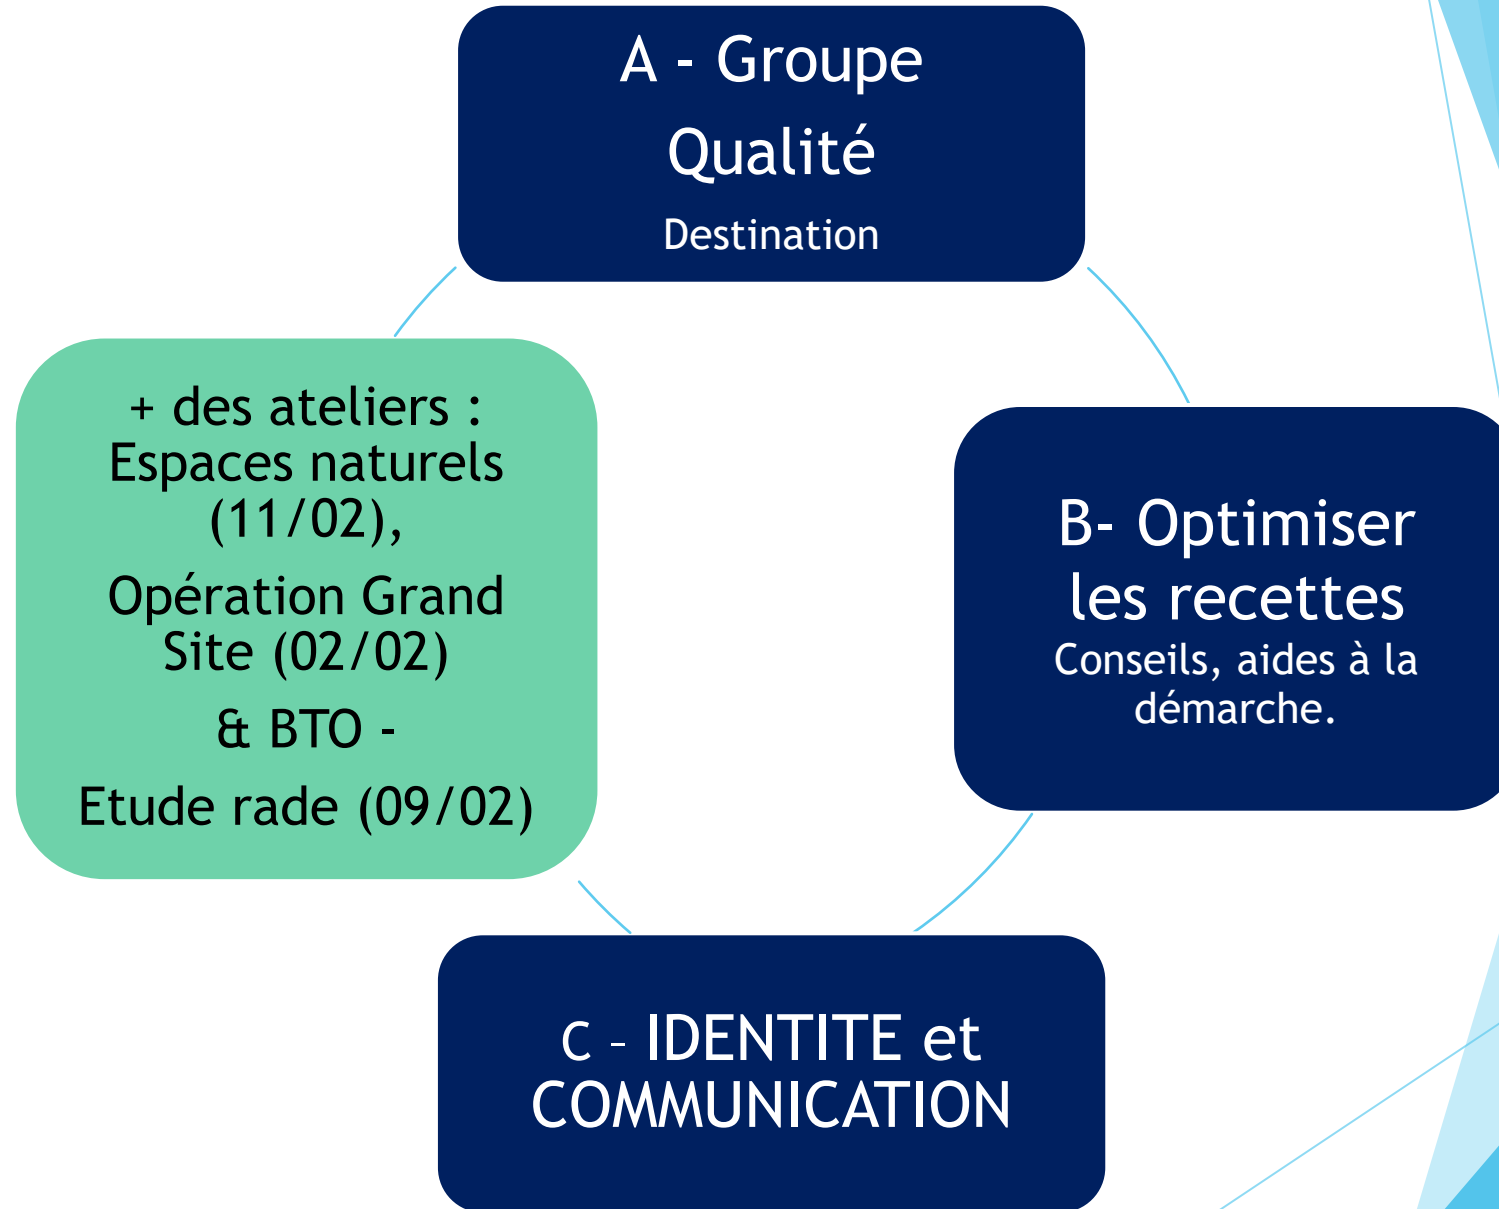 A - Groupe
Qualité
Destination
+ des ateliers :
Espaces naturels
(11/02),
Opération Grand
Site (02/02)
& BTO -
Etude rade (09/02)
B- Optimiser
les recettes
Conseils, aides à la
démarche.
C – IDENTITE et
COMMUNICATION